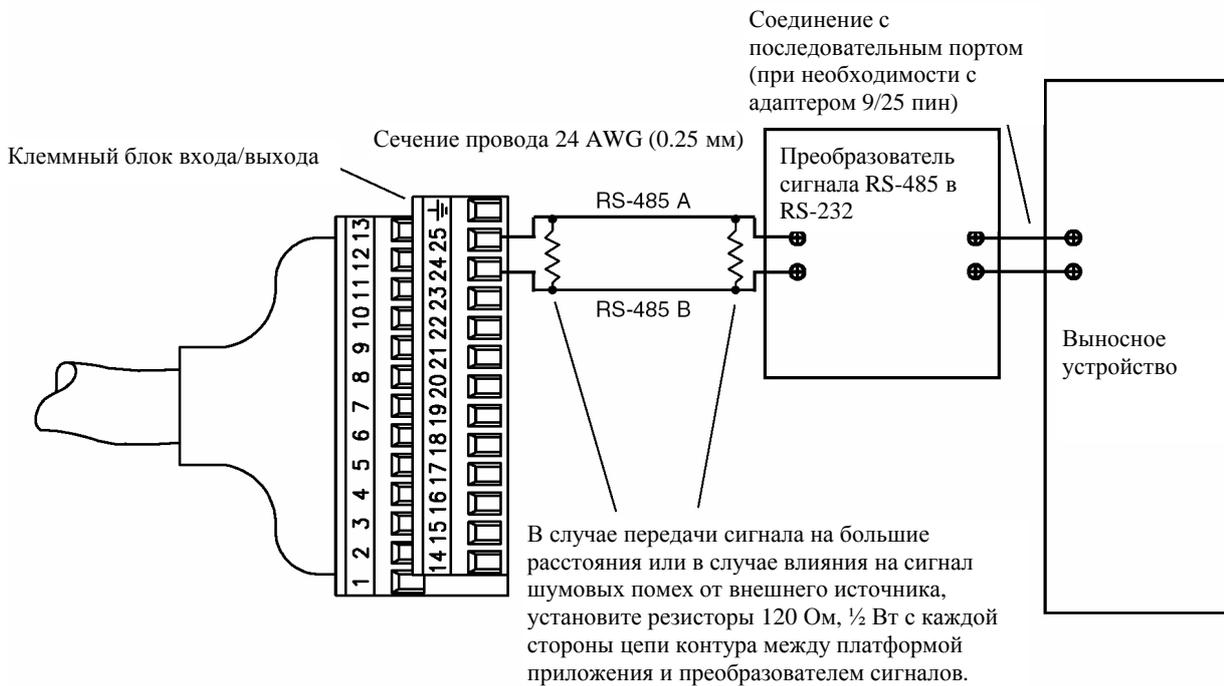 Соединение с
последовательным портом
(при необходимости с
адаптером 9/25 пин)
Сечение провода 24 AWG (0.25 мм)
Клеммный блок входа/выхода
Преобразователь
сигнала RS-485 в
RS-232
RS-485 A
RS-485 B
Выносное
устройство
13
12
11
10
9
8
7
6
5
4
3
2
1
25
24
23
22
21
20
19
18
17
16
15
14
В случае передачи сигнала на большие
расстояния или в случае влияния на сигнал
шумовых помех от внешнего источника,
установите резисторы 120 Ом, ½ Вт с каждой
стороны цепи контура между платформой
приложения и преобразователем сигналов.